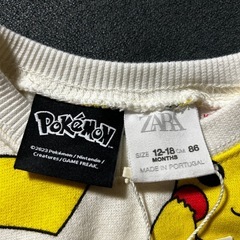 Pokémon
©2023 Pokémon / Nintendo /
Creatures / GAME FREAK.
ZARA
SIZE 12-18 CM 86
MONTHS
MADE IN PORTUGAL